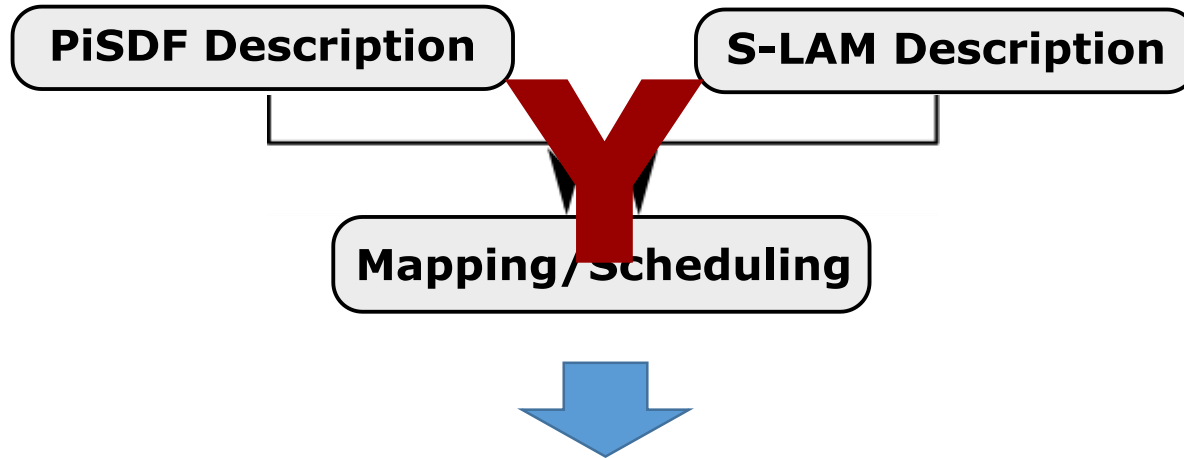 PiSDF Description
S-LAM Description
Y
Mapping/Scheduling